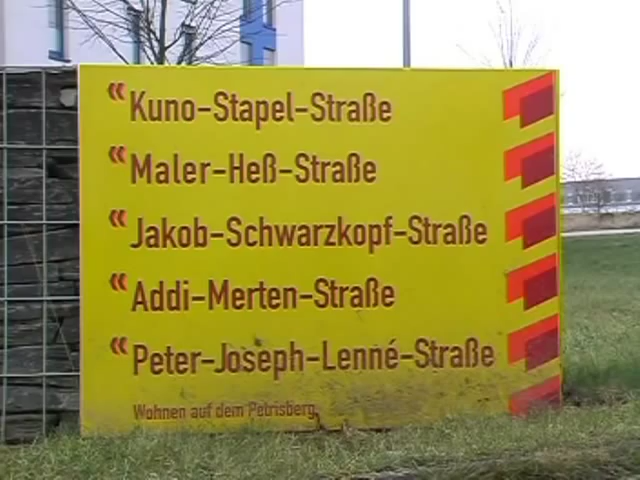 «Kuno-Stapel-Straße
«Maler-Heß-Straße
«Jakob-Schwarzkopf-Straße
«Addi-Merten-Straße
«Peter-Joseph-Lenné-Straße
Wohnen auf dem Petrisberg